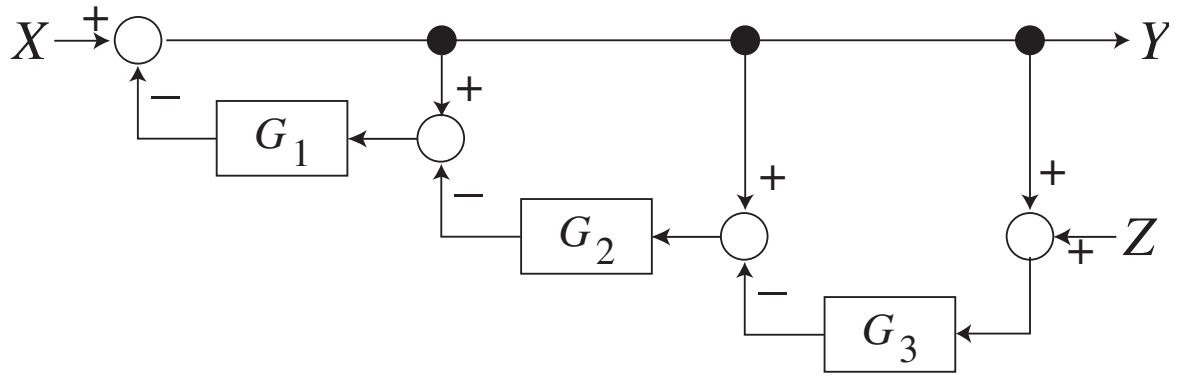 X + Y
− G₁ +
− G₂ + + Z
+
− G₃